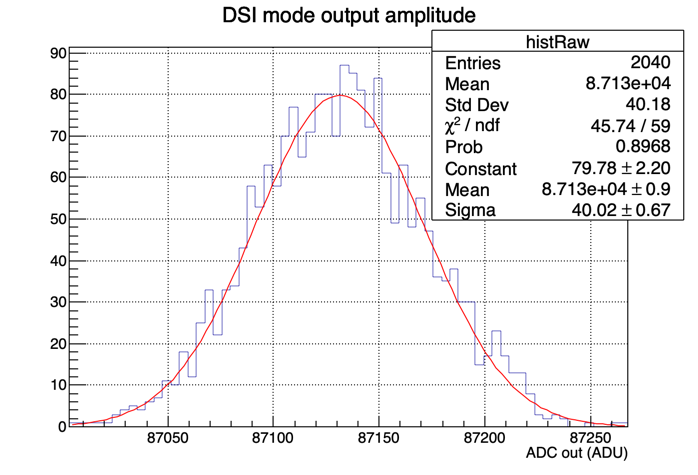 DSI mode output amplitude
histRaw
Entries 2040
Mean 8.713e+04
Std Dev 40.18
χ² / ndf 45.74 / 59
Prob 0.8968
Constant 79.78 ± 2.20
Mean 8.713e+04 ± 0.9
Sigma 40.02 ± 0.67
90
80
70
60
50
40
30
20
10
0
87050 87100 87150 87200 87250
ADC out (ADU)